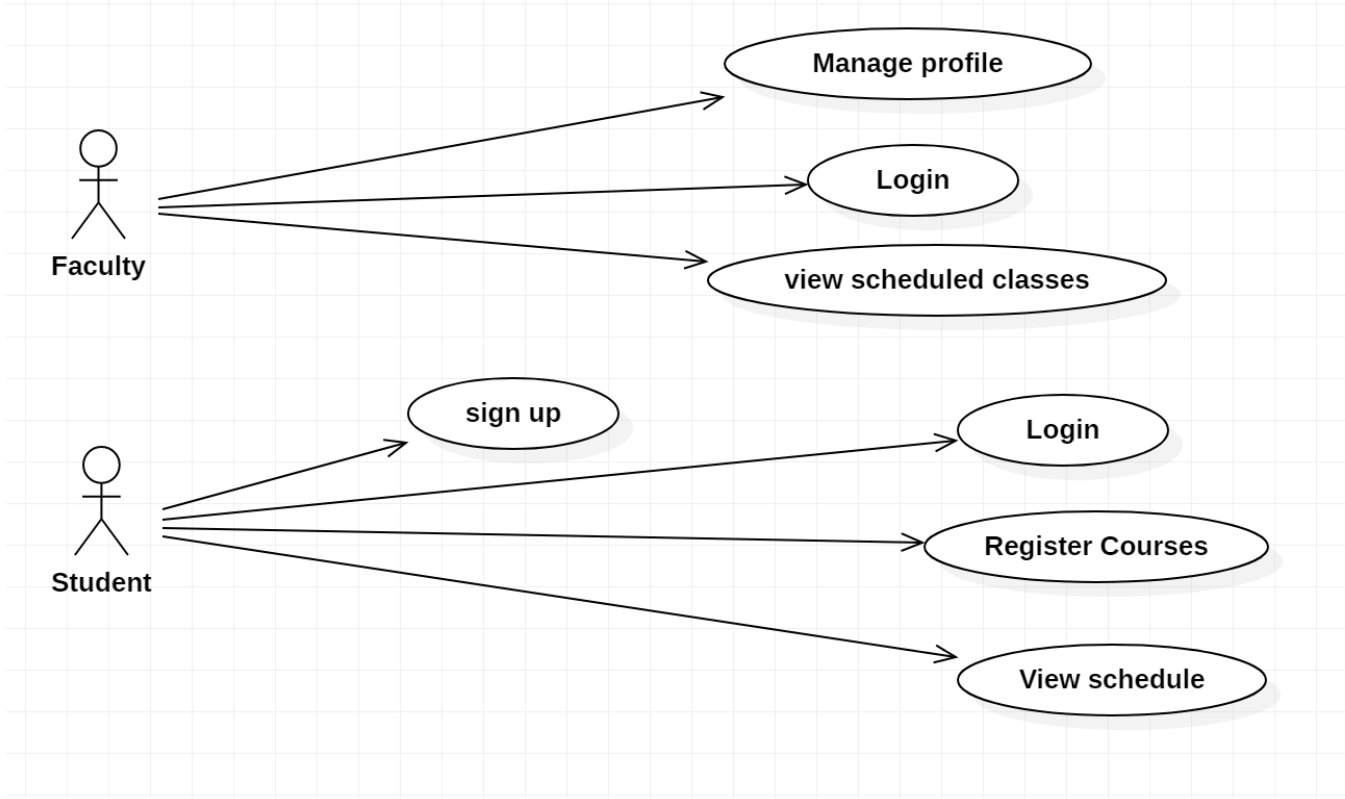 Manage profile
Login
Faculty
view scheduled classes
sign up
Login
Register Courses
Student
View schedule